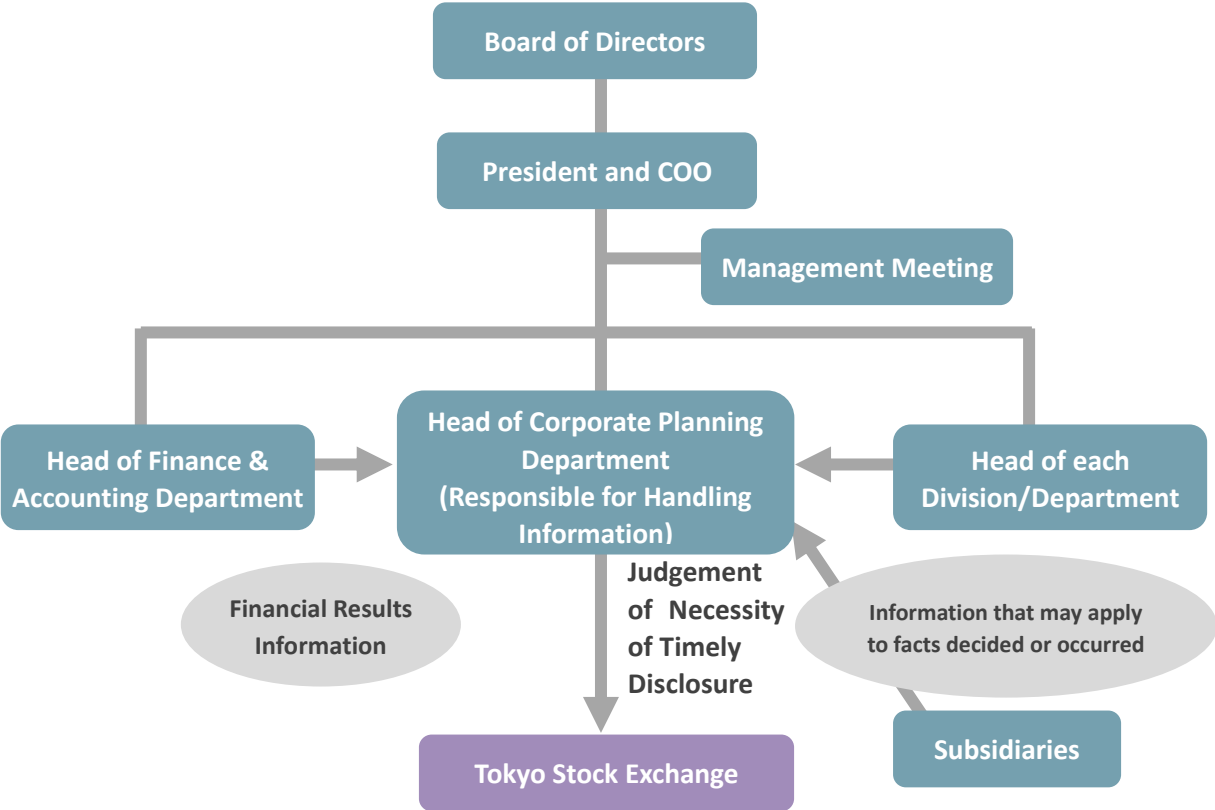 Board of Directors
President and COO
Management Meeting
Head of Finance &
Accounting Department
Head of Corporate Planning
Department
(Responsible for Handling
Information)
Head of each
Division/Department
Financial Results
Information
Judgement
of Necessity
of Timely
Disclosure
Information that may apply
to facts decided or occurred
Subsidiaries
Tokyo Stock Exchange